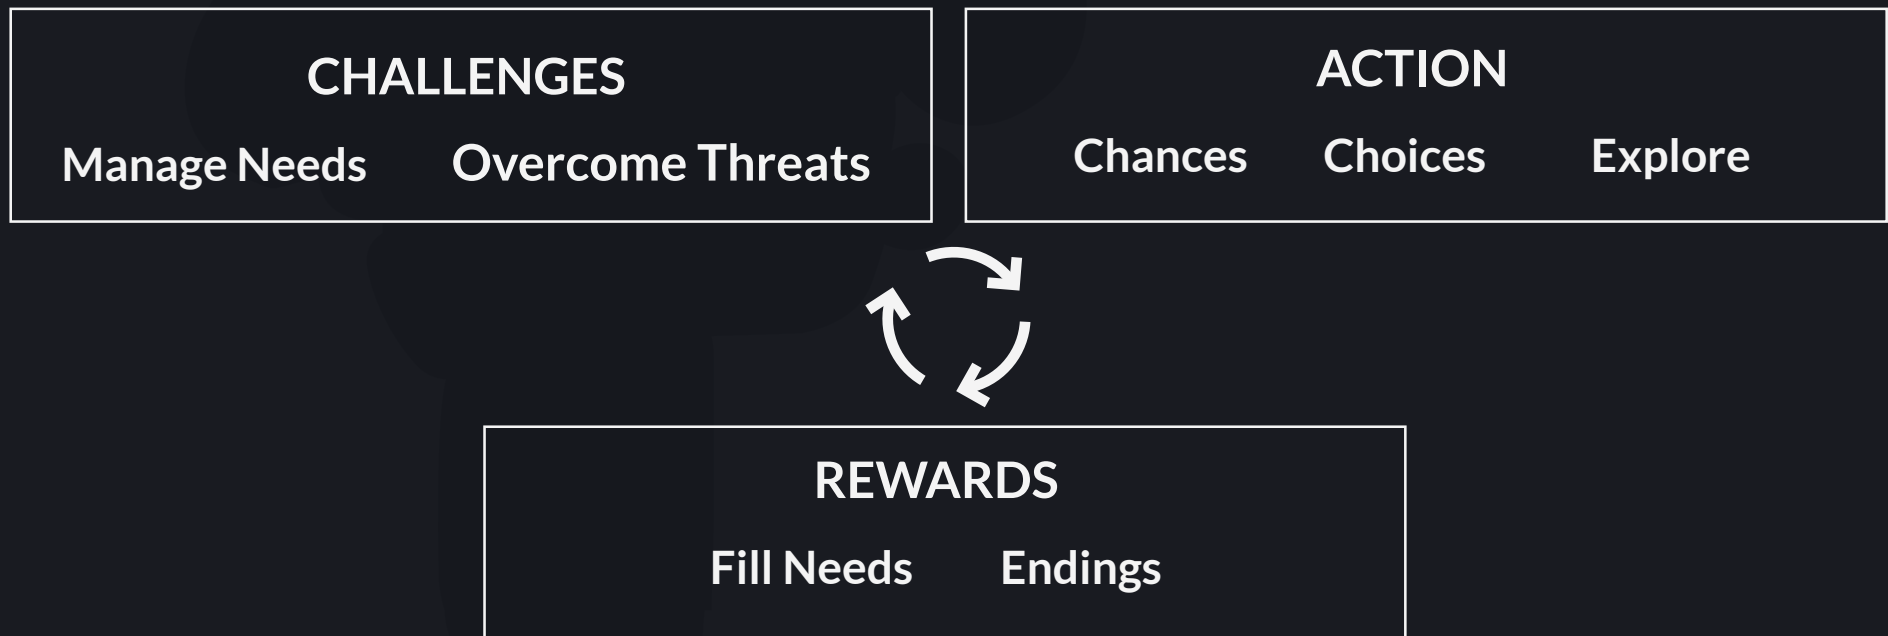 CHALLENGES
Manage Needs Overcome Threats
ACTION
Chances Choices Explore
REWARDS
Fill Needs Endings